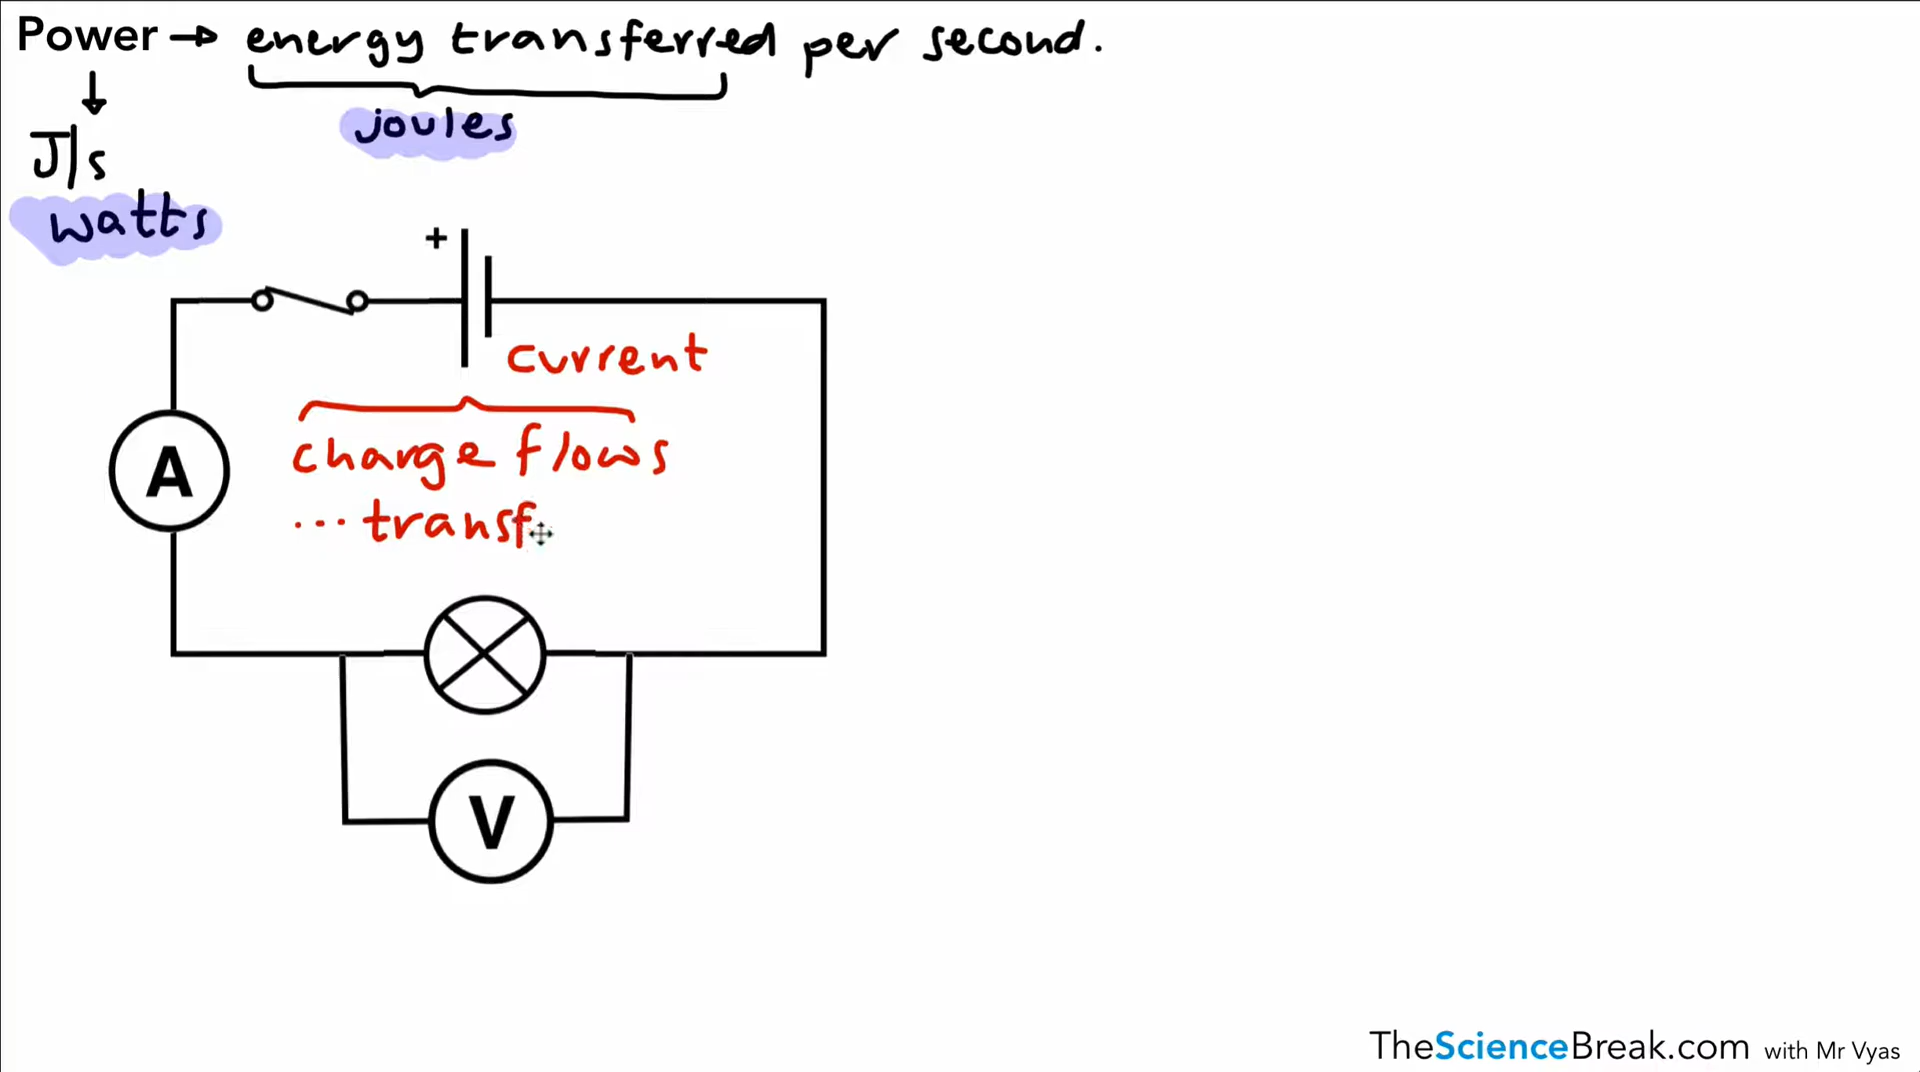 Power → energy transferred per second.
joules
J/s
watts
+
current
charge flows
A
... transf
V
TheScienceBreak.com with Mr Vyas